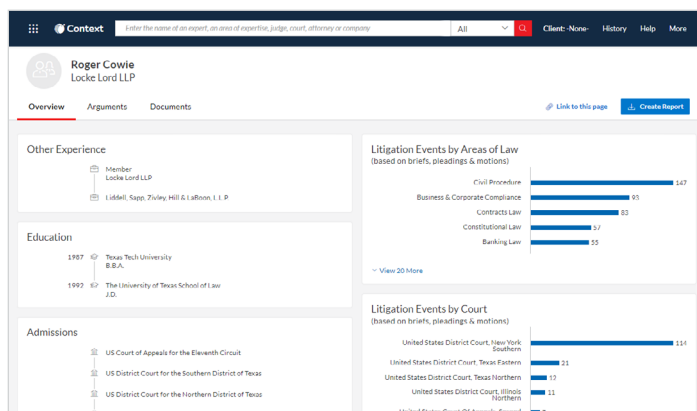 Context
Enter the name of an expert, an area of expertise, judge, court, attorney or company
All
Client: -None-
History
Help
More
Roger Cowie
Locke Lord LLP
Overview
Arguments
Documents
Link to this page
Create Report
Other Experience
Member
Locke Lord LLP
Liddell, Sapp, Zivley, Hill & LaBoon, L.L.P
Education
1987
Texas Tech University
B.B.A.
1992
The University of Texas School of Law
J.D.
Admissions
US Court of Appeals for the Eleventh Circuit
US District Court for the Southern District of Texas
US District Court for the Northern District of Texas
Litigation Events by Areas of Law
(based on briefs, pleadings & motions)
Civil Procedure
147
Business & Corporate Compliance
93
Contracts Law
83
Constitutional Law
57
Banking Law
55
View 20 More
Litigation Events by Court
(based on briefs, pleadings & motions)
United States District Court, New York
Southern
114
United States District Court, Texas Eastern
21
United States District Court, Texas Northern
12
United States District Court, Illinois
Northern
11